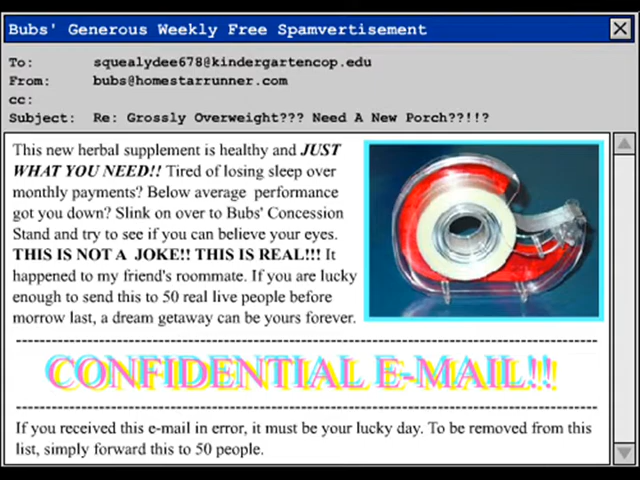 Bubs' Generous Weekly Free Spamvertisement
To: squealydee678@kindergartencop.edu
From: bubs@homestarrunner.com
cc:
Subject: Re: Grossly Overweight??? Need A New Porch??!!?
This new herbal supplement is healthy and JUST
WHAT YOU NEED!! Tired of losing sleep over
monthly payments? Below average performance
got you down? Slink on over to Bubs' Concession
Stand and try to see if you can believe your eyes.
THIS IS NOT A JOKE!! THIS IS REAL!!! It
happened to my friend's roommate. If you are lucky
enough to send this to 50 real live people before
morrow last, a dream getaway can be yours forever.
CONFIDENTIAL E-MAIL!!
If you received this e-mail in error, it must be your lucky day. To be removed from this
list, simply forward this to 50 people.